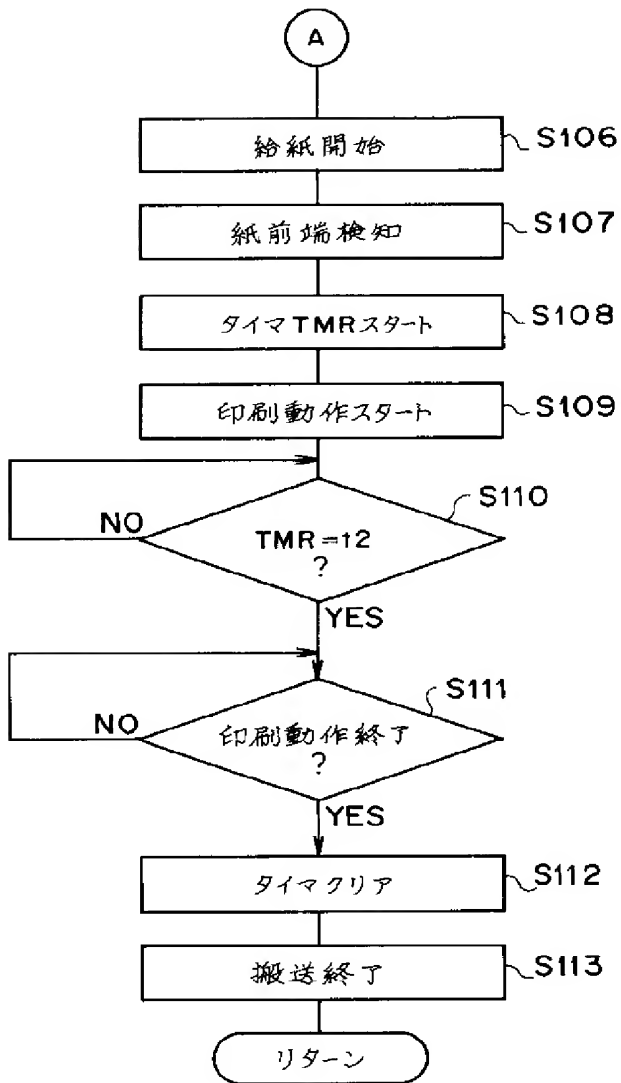 A
給紙開始
S106
紙前端検知
S107
タイマTMRスタート
S108
印刷動作スタート
S109
S110
NO
TMR=t2
?
YES
S111
NO
印刷動作終了
?
YES
タイマクリア
S112
搬送終了
S113
リターン